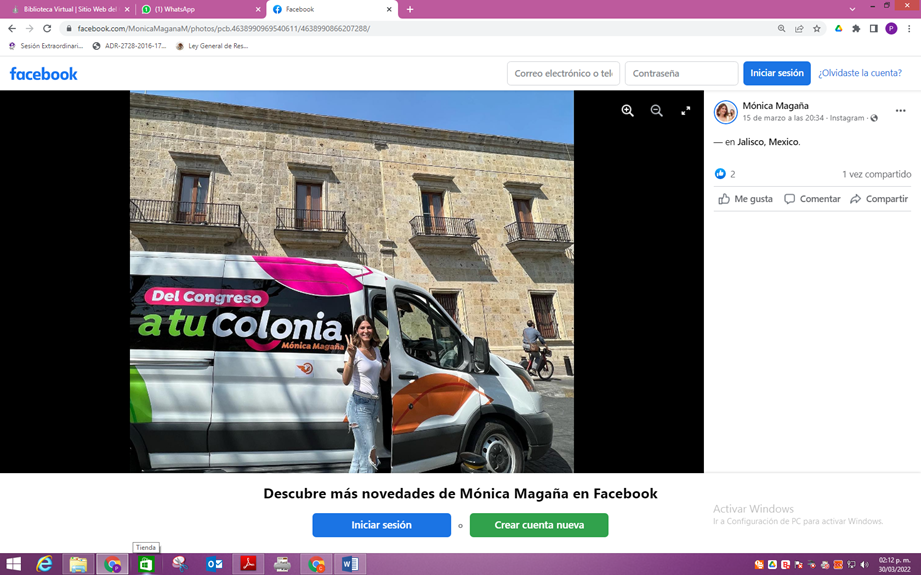 Biblioteca Virtual | Sitio Web del
(1) WhatsApp
Facebook
facebook.com/MonicaMaganaM/photos/pcb.4638990969540611/4638990866207288/
Sesión Extraordinari...
ADR-2728-2016-17...
Ley General de Res...
facebook
Correo electrónico o tel
Contraseña
Iniciar sesión
¿Olvidaste la cuenta?
Mónica Magaña
15 de marzo a las 20:34 · Instagram ·
— en Jalisco, Mexico.
2
1 vez compartido
Me gusta
Comentar
Compartir
Del Congreso
a tu Colonia
Mónica Magaña
Descubre más novedades de Mónica Magaña en Facebook
Iniciar sesión
o
Crear cuenta nueva
Activar Windows
Ir a Configuración de PC para activar Windows.
Tienda
02:12 p. m.
30/03/2022